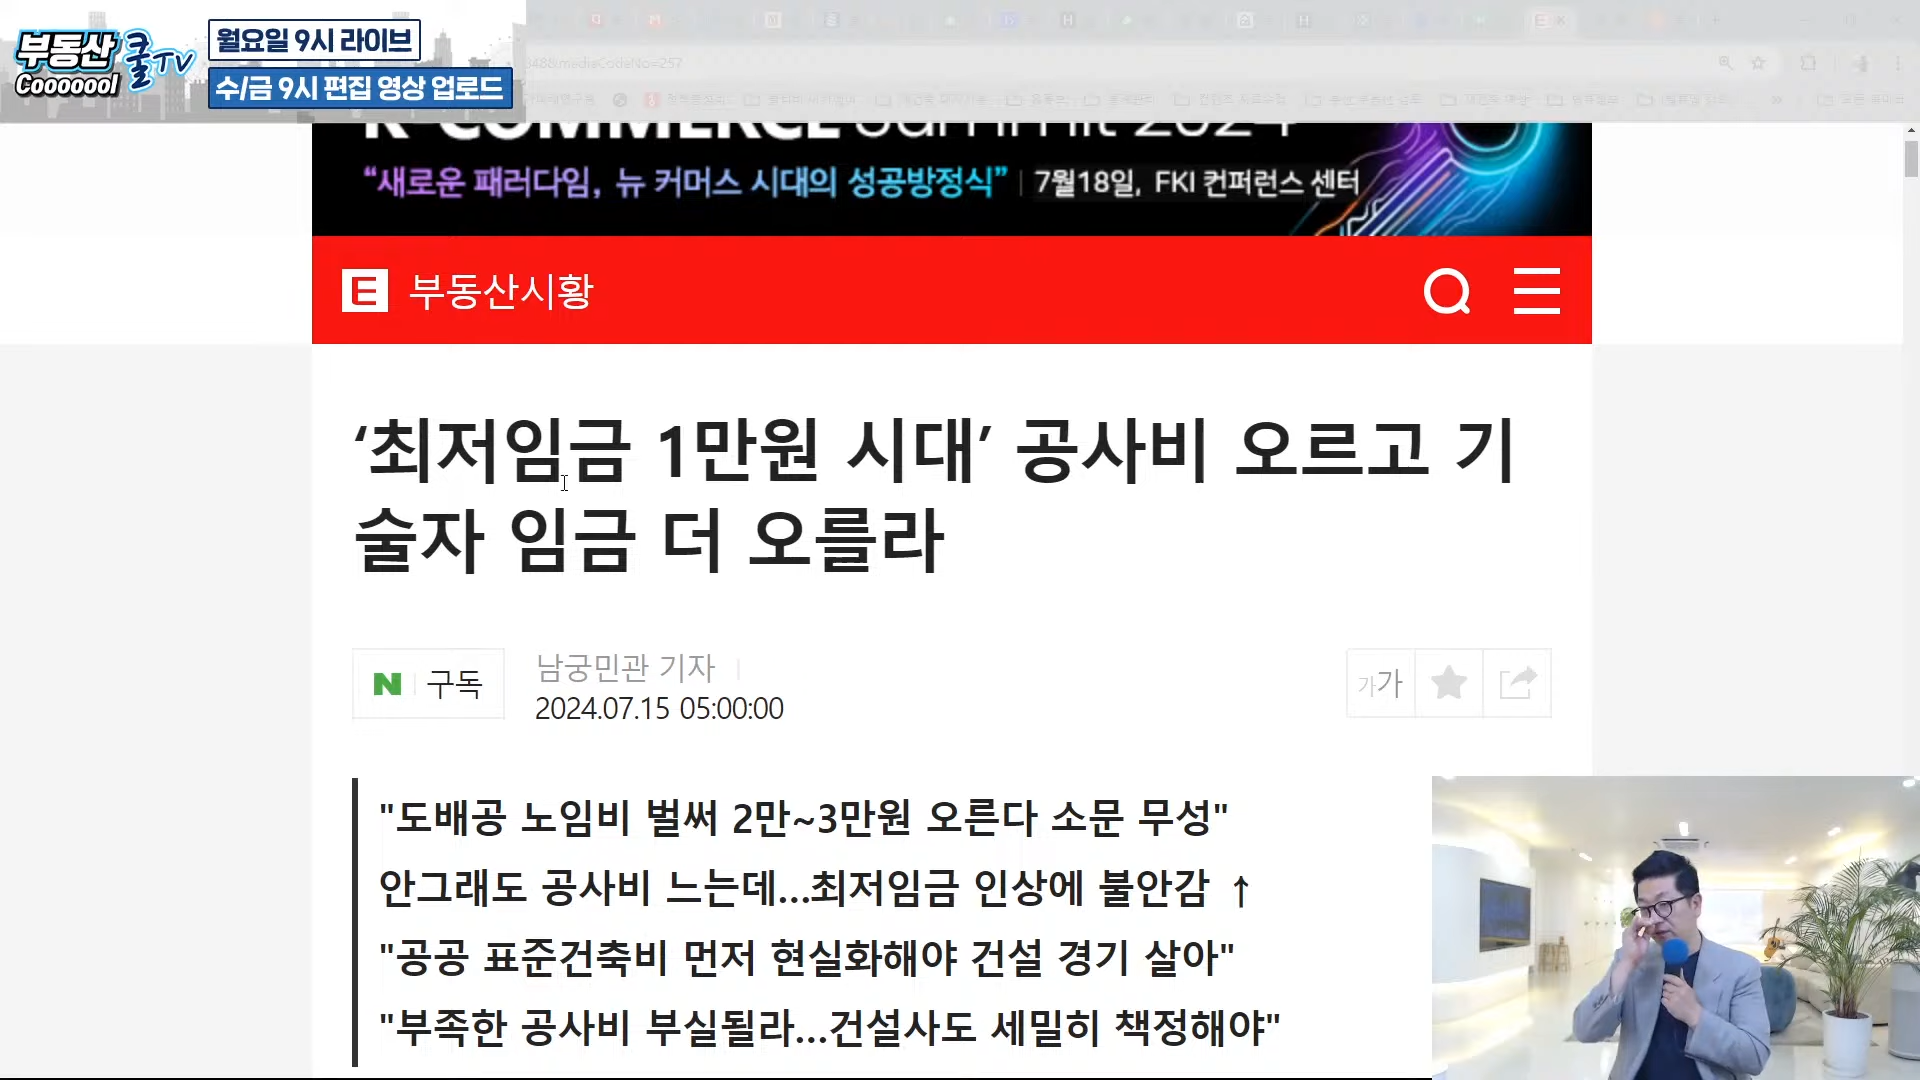 부동산
Cooooool
쿨TV
월요일 9시 라이브
수/금 9시 편집 영상 업로드
348&mediaCodeNo=257
K-COMMERCE Summit 2024
“새로운 패러다임, 뉴 커머스 시대의 성공방정식” | 7월18일, FKI 컨퍼런스 센터
E 부동산시황
‘최저임금 1만원 시대’ 공사비 오르고 기
술자 임금 더 오를라
N 구독
남궁민관 기자
2024.07.15 05:00:00
가가
"도배공 노임비 벌써 2만~3만원 오른다 소문 무성"
안그래도 공사비 느는데…최저임금 인상에 불안감 ↑
"공공 표준건축비 먼저 현실화해야 건설 경기 살아"
"부족한 공사비 부실될라…건설사도 세밀히 책정해야"